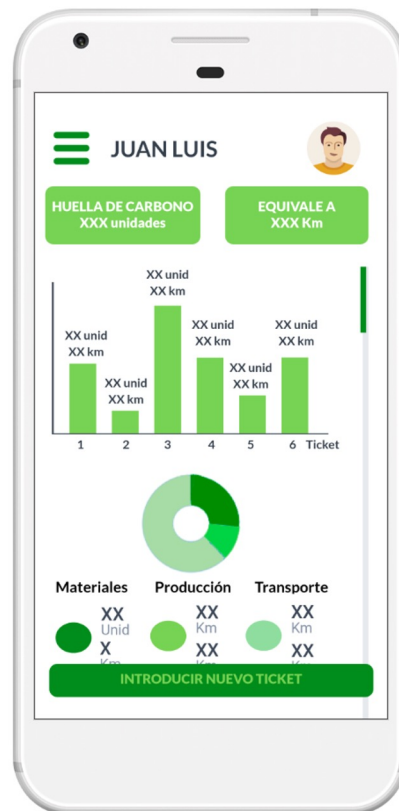 JUAN LUIS
HUELLA DE CARBONO
XXX unidades
EQUIVALE A
XXX Km
XX unid
XX km
XX unid
XX km
XX unid
XX km
XX unid
XX km
XX unid
XX km
XX unid
XX km
1 2 3 4 5 6 Ticket
Materiales Producción Transporte
XX
Unid
X
Km
XX
Km
XX
XX
Km
XX
INTRODUCIR NUEVO TICKET